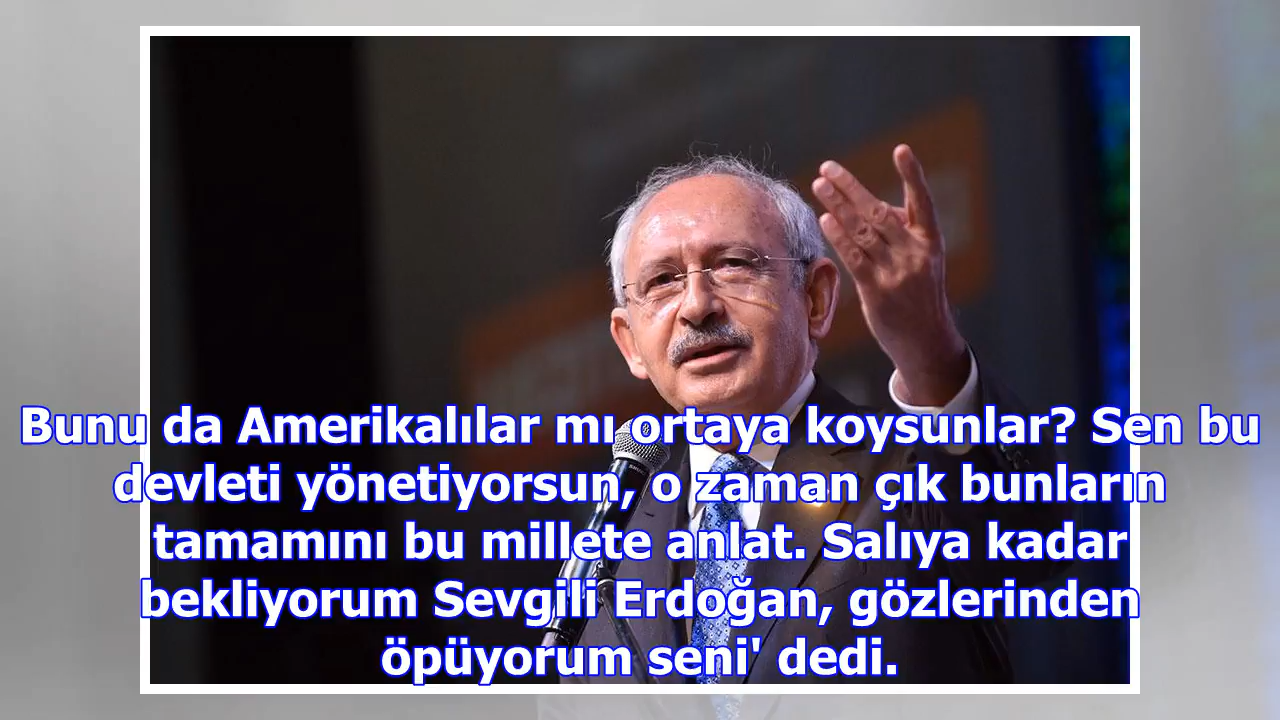 Bunu da Amerikalılar mı ortaya koysunlar? Sen bu
devleti yönetiyorsun, o zaman çık bunların
tamamını bu millete anlat. Salıya kadar
bekliyorum Sevgili Erdoğan, gözlerinden
öpüyorum seni' dedi.